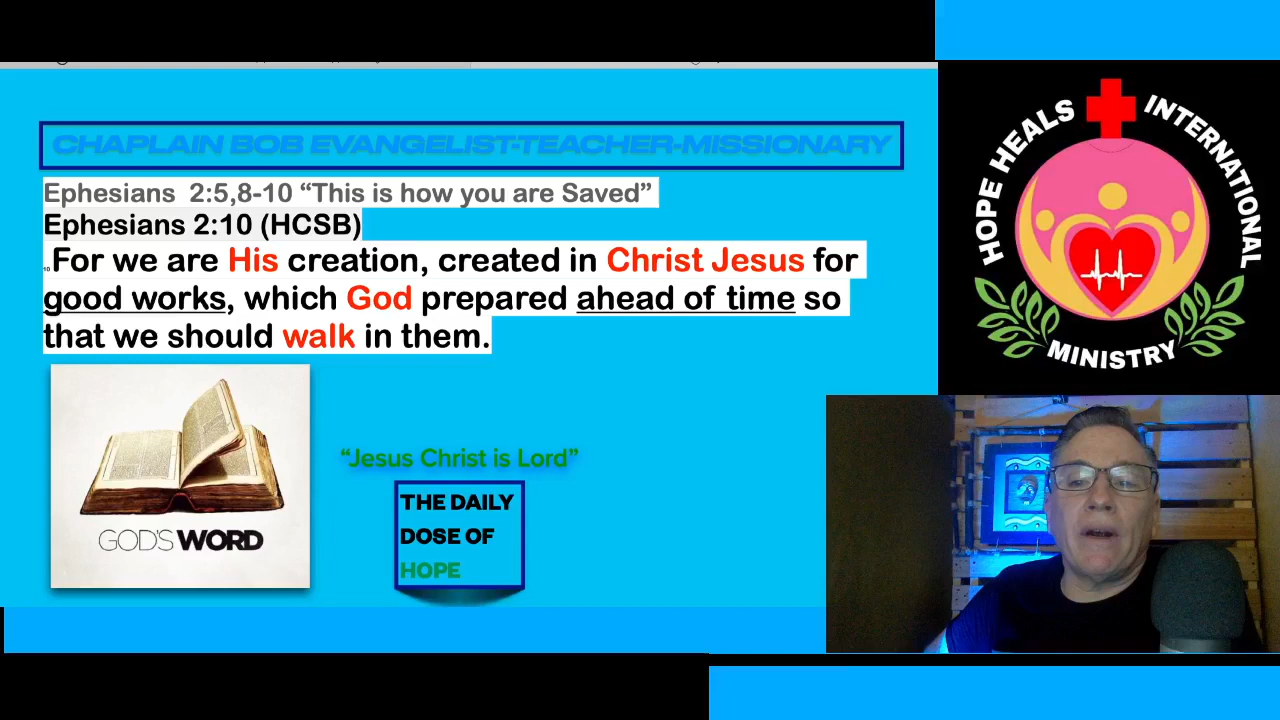 CHAPLAIN BOB EVANGELIST-TEACHER-MISSIONARY
Ephesians 2:5,8-10 “This is how you are Saved”
Ephesians 2:10 (HCSB)
10For we are His creation, created in Christ Jesus for
good works, which God prepared ahead of time so
that we should walk in them.
GOD'S WORD
“Jesus Christ is Lord”
THE DAILY
DOSE OF
HOPE
HOPE HEALS INTERNATIONAL
MINISTRY